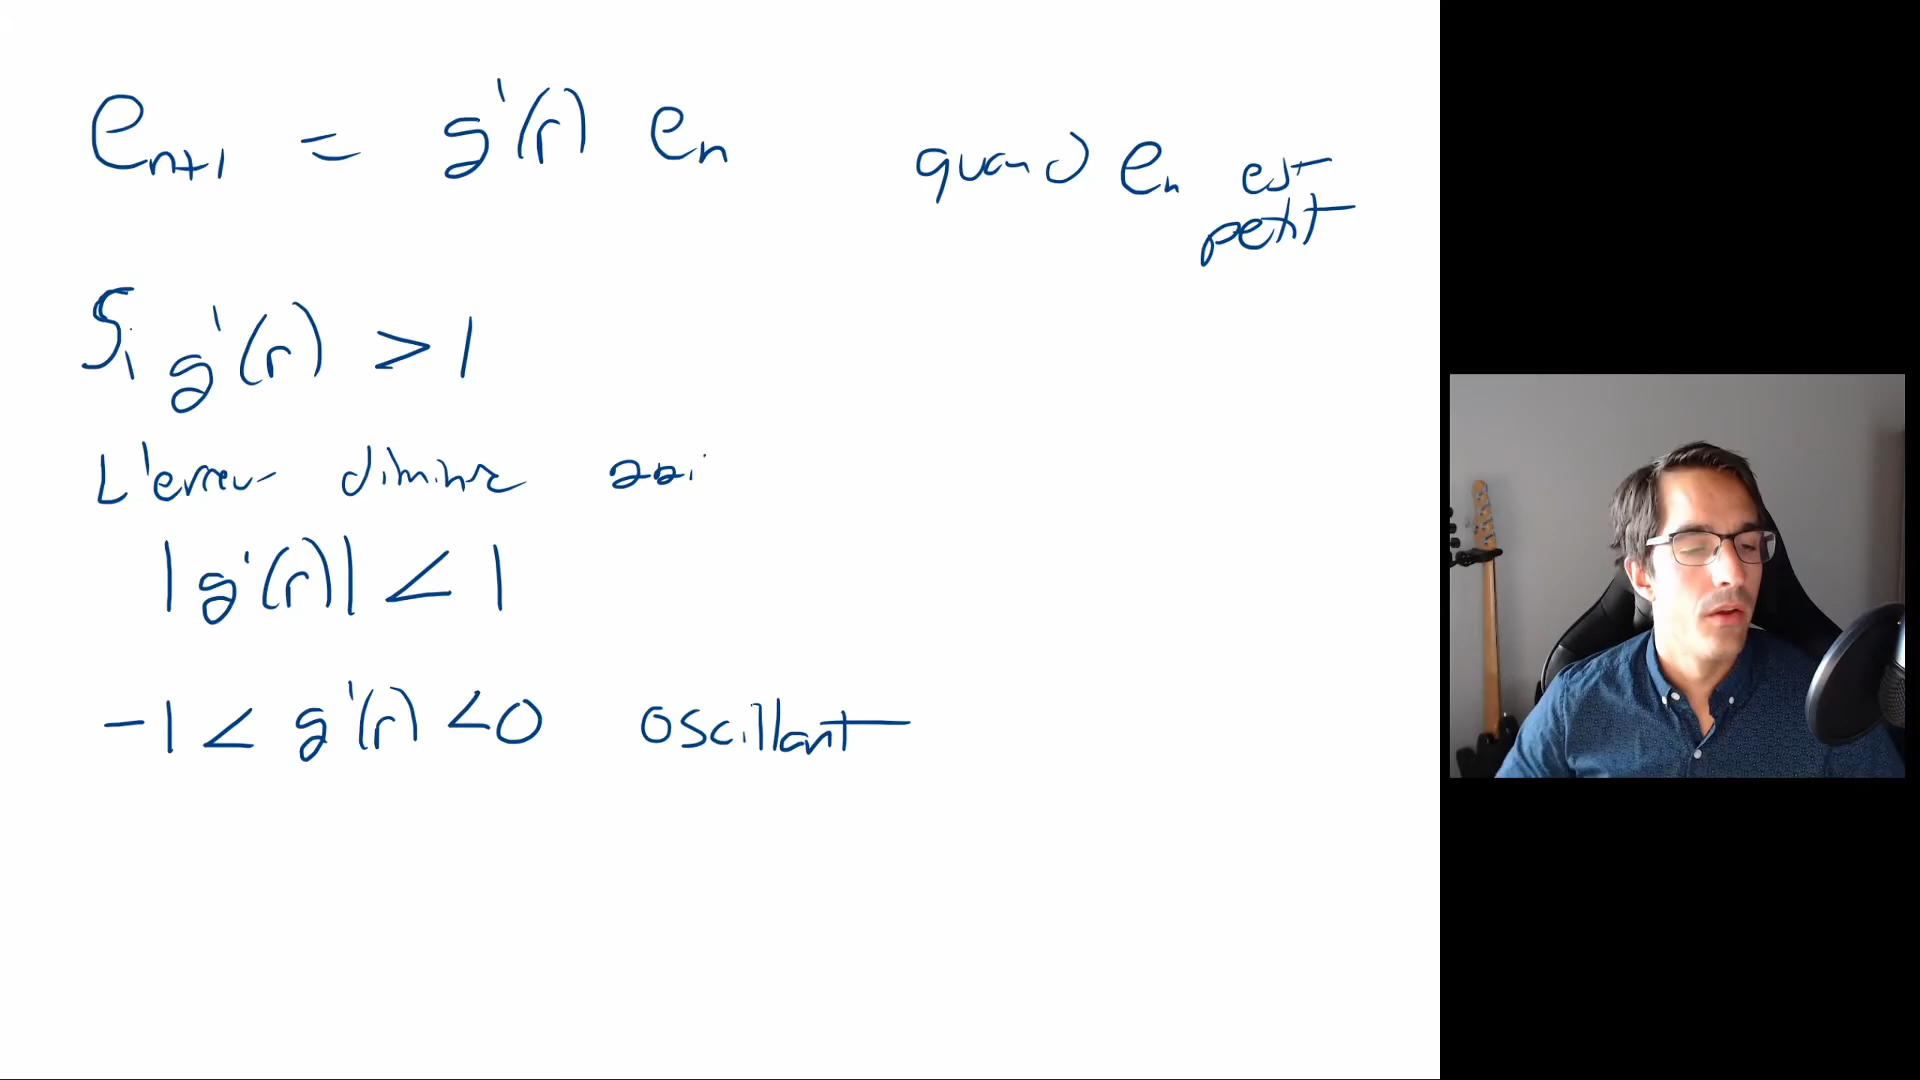 e_{n+1} = g'(r) e_n quand e_n est petit
Si g'(r) > 1
L'erreur diminue
|g'(r)| < 1
-1 < g'(r) < 0 oscillant